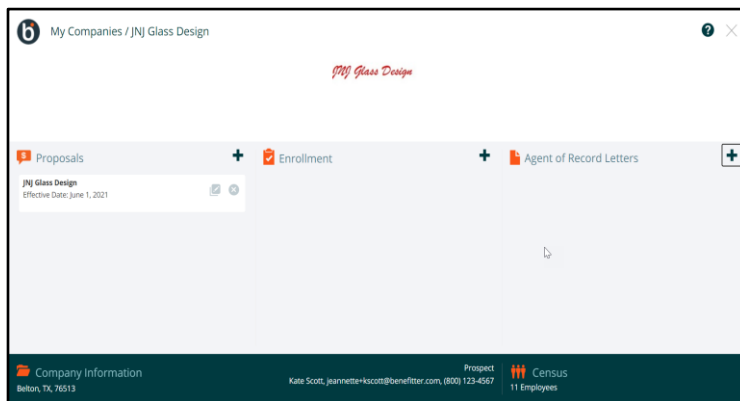 b
My Companies / JNJ Glass Design
?
JNJ Glass Design
Proposals
Enrollment
Agent of Record Letters
JNJ Glass Design
Effective Date: June 1, 2021
Company Information
Belton, TX, 76513
Prospect
Kate Scott, jeannette+kscott@benefitter.com, (800) 123-4567
Census
11 Employees